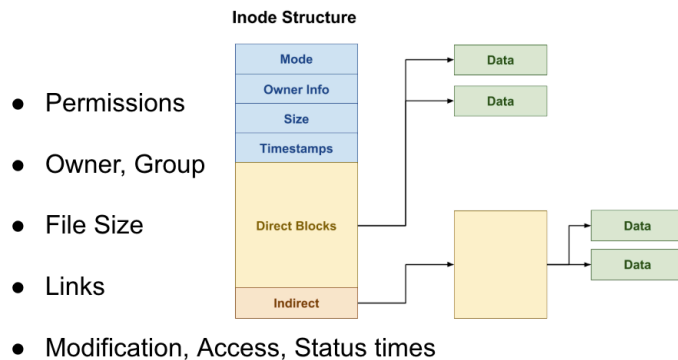 Inode Structure
Mode
Owner Info
Size
Timestamps
Direct Blocks
Indirect
Data
Data
Data
Data
● Permissions
● Owner, Group
● File Size
● Links
● Modification, Access, Status times